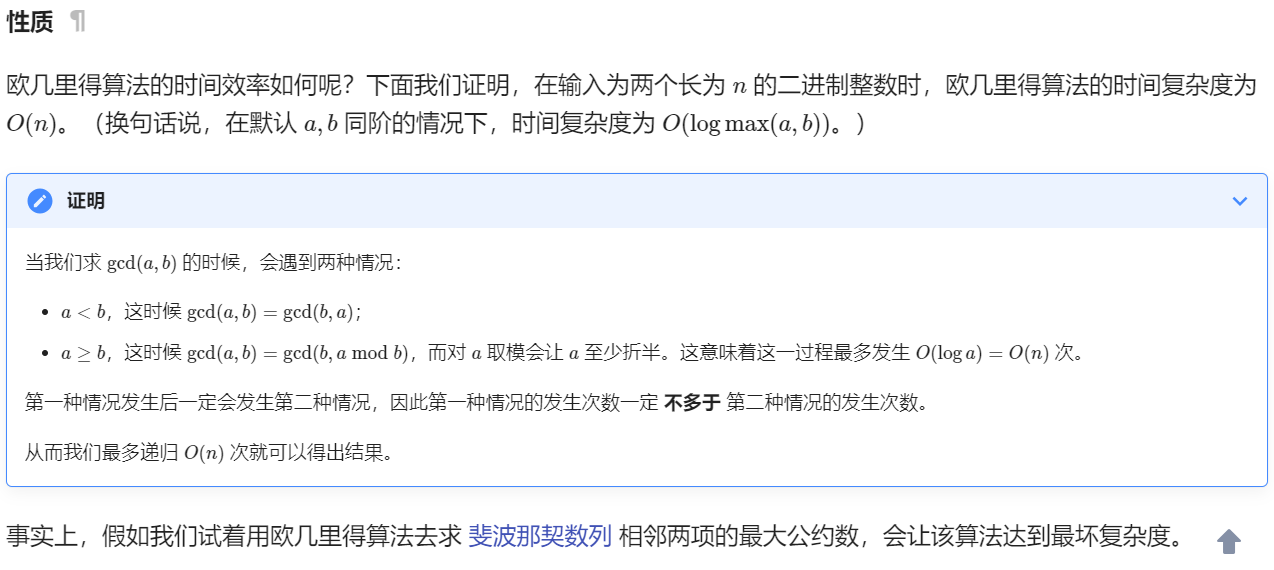 性质 ¶
欧几里得算法的时间效率如何呢？下面我们证明，在输入为两个长为 n 的二进制整数时，欧几里得算法的时间复杂度为
O(n)。（换句话说，在默认 a, b 同阶的情况下，时间复杂度为 O(log max(a, b))。）
证明
当我们求 gcd(a, b) 的时候，会遇到两种情况：
• a < b，这时候 gcd(a, b) = gcd(b, a)；
• a ≥ b，这时候 gcd(a, b) = gcd(b, a mod b)，而对 a 取模会让 a 至少折半。这意味着这一过程最多发生 O(log a) = O(n) 次。
第一种情况发生后一定会发生第二种情况，因此第一种情况的发生次数一定 不多于 第二种情况的发生次数。
从而我们最多递归 O(n) 次就可以得出结果。
事实上，假如我们试着用欧几里得算法去求 斐波那契数列 相邻两项的最大公约数，会让该算法达到最坏复杂度。